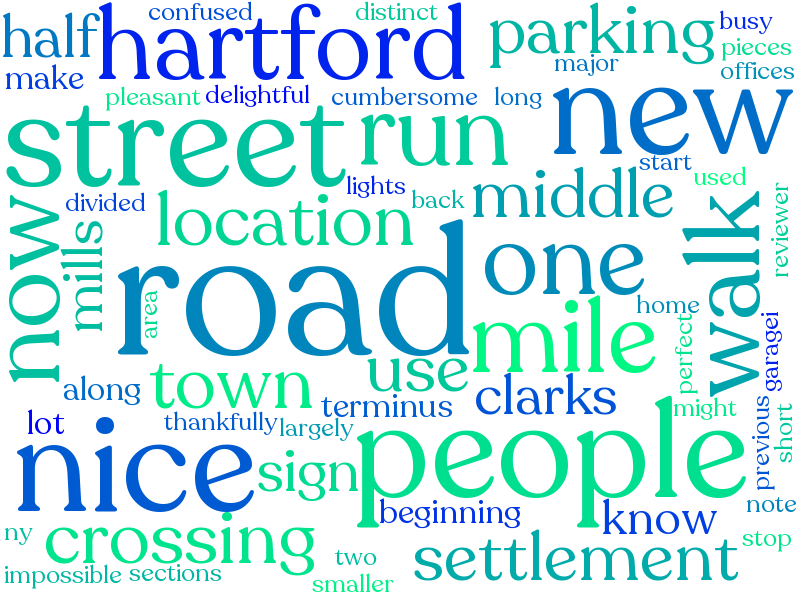 confused
distinct
busy
half
hartford
parking
pieces
make
major
offices
pleasant
delightful
cumbersome
long
new
street
run
start
lights
middle
used
divided
back
now
mills
location
walk
reviewer
road
one
area
home
mile
perfect
garagei
along
town
use
clarks
terminus
might
lot
thankfully
largely
people
previous
short
nice
sign
beginning
know
note
ny
crossing
settlement
stop
two
impossible
sections
smaller